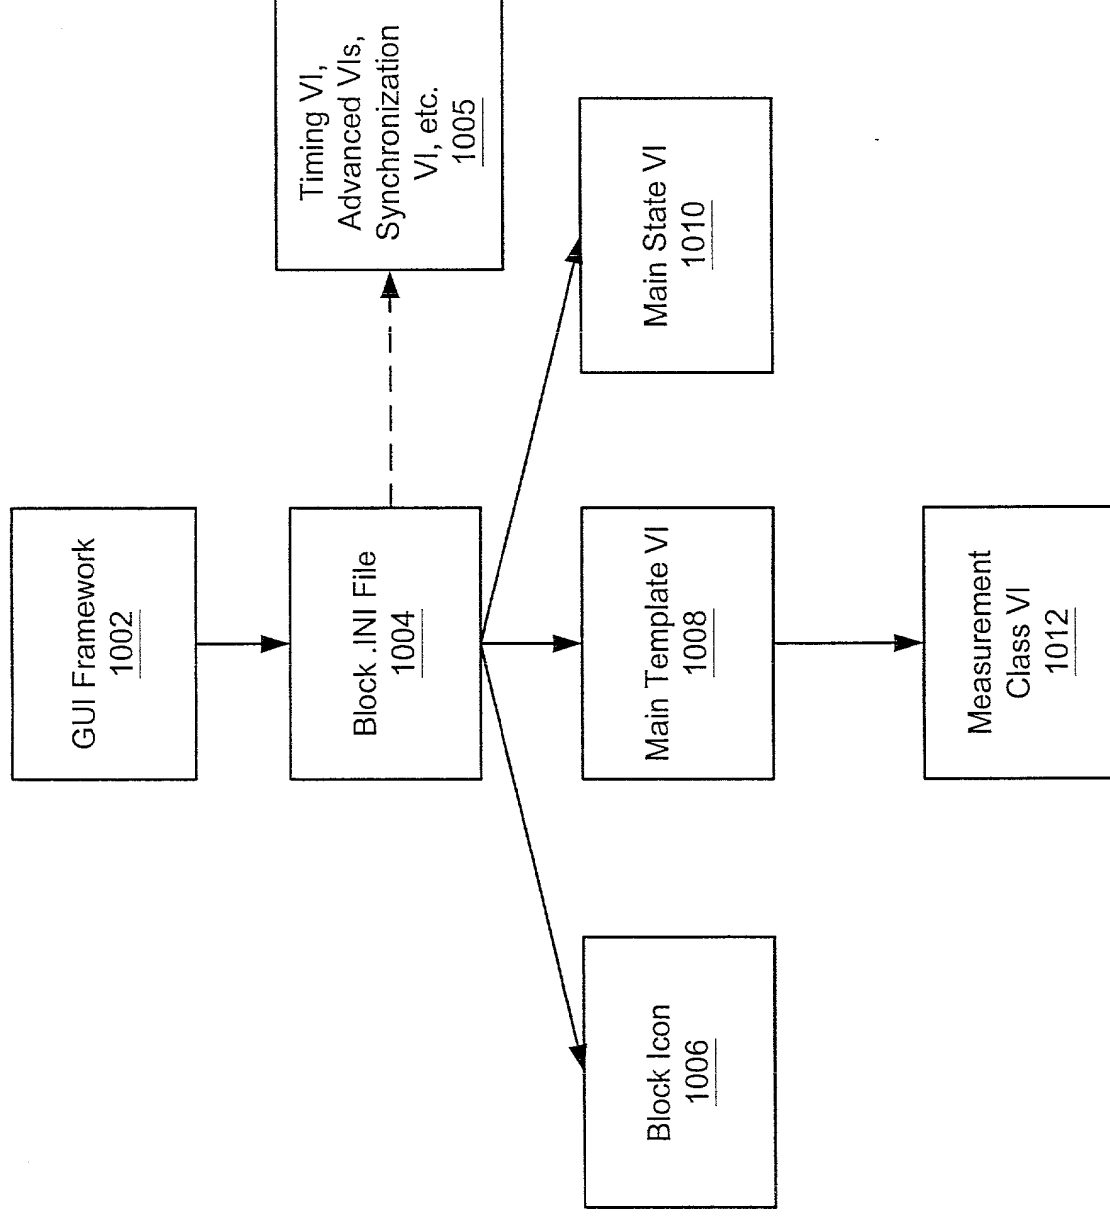 GUI Framework
1002
Block .INI File
1004
Timing VI,
Advanced VIs,
Synchronization
VI, etc.
1005
Block Icon
1006
Main Template VI
1008
Main State VI
1010
Measurement
Class VI
1012